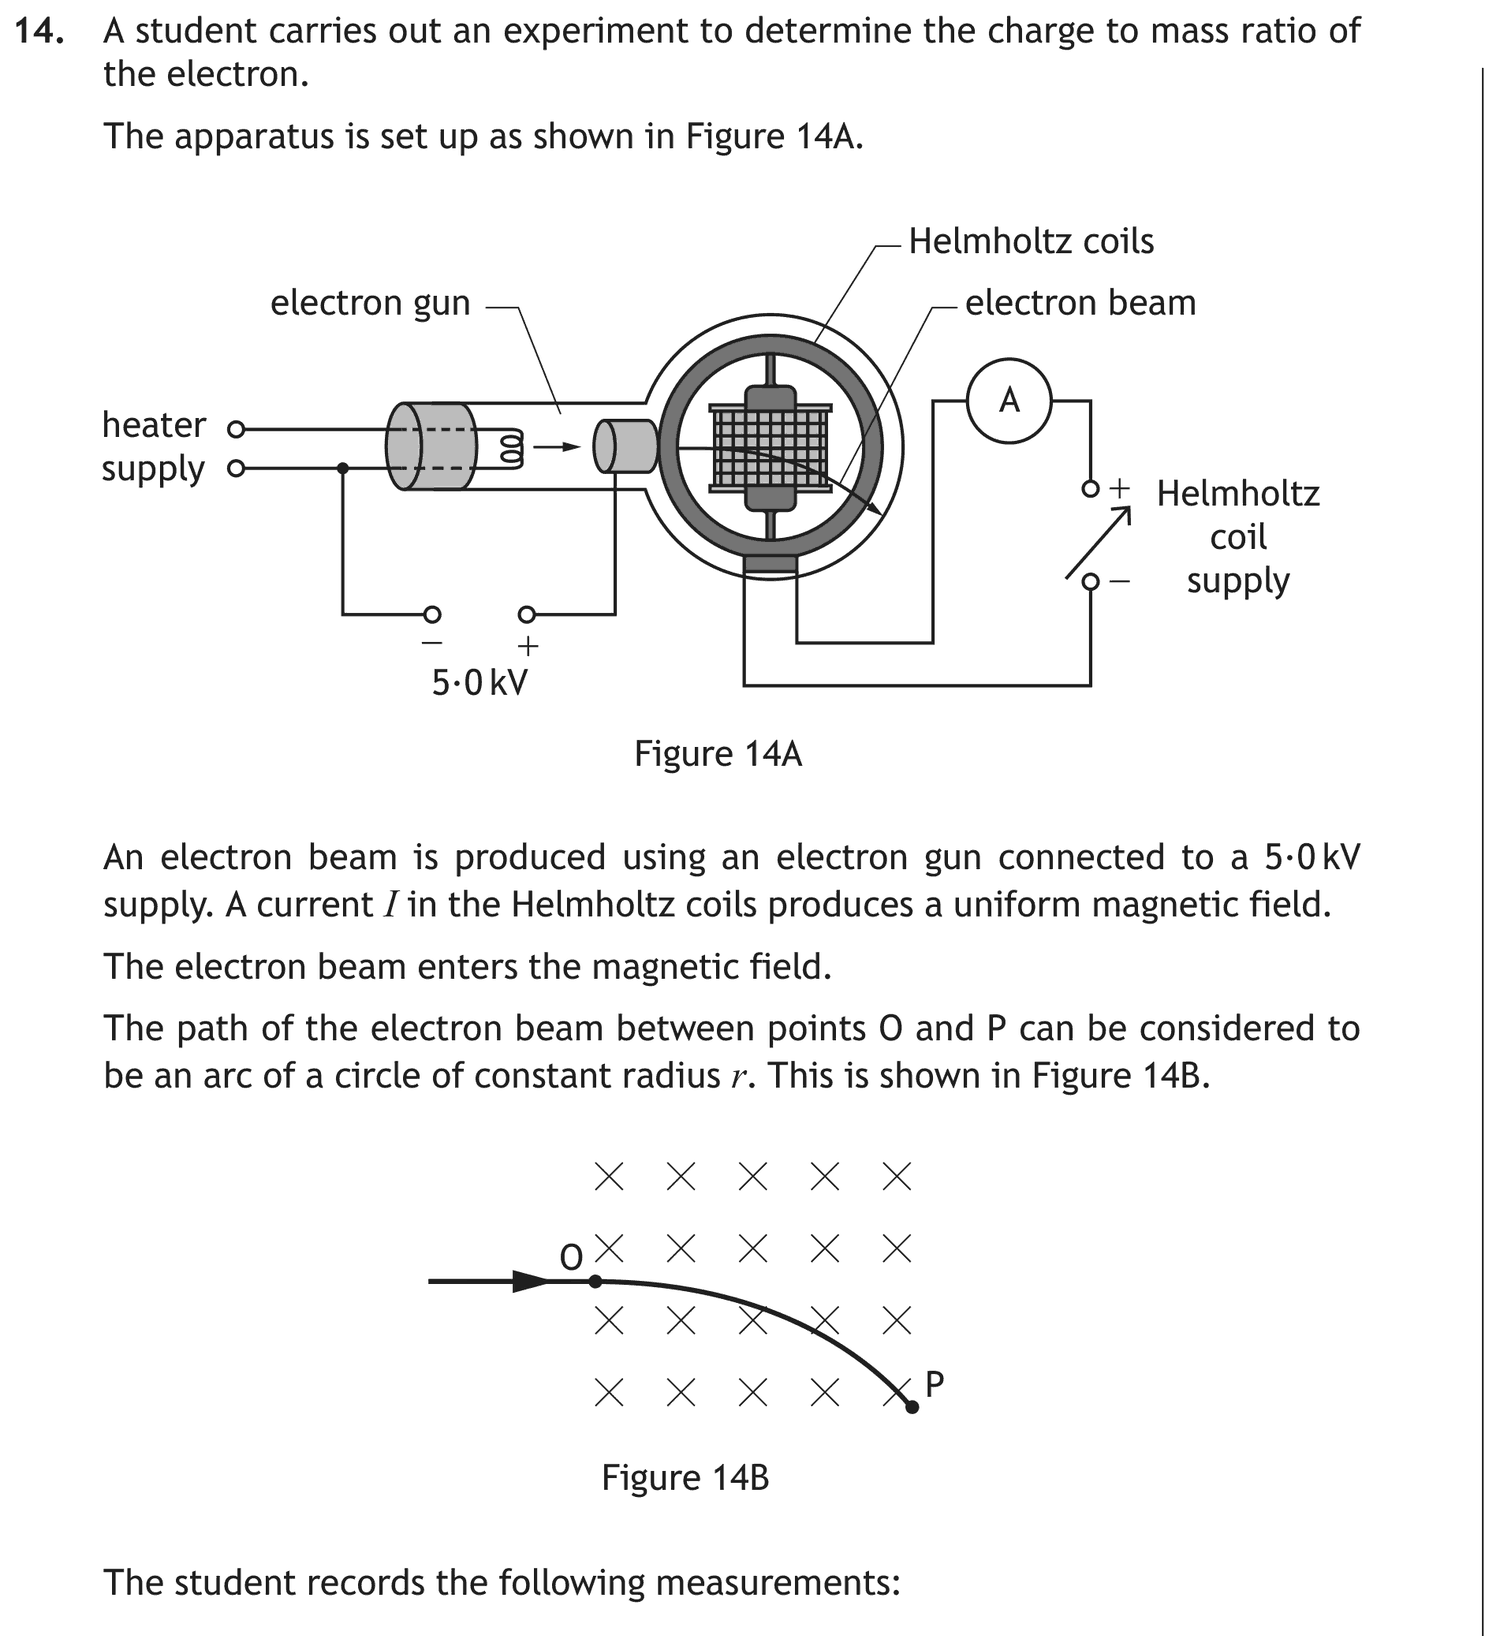 14. A student carries out an experiment to determine the charge to mass ratio of
the electron.
The apparatus is set up as shown in Figure 14A.
Helmholtz coils
electron gun
electron beam
heater
supply
A
+
Helmholtz
coil
supply
−
−
+
5·0 kV
Figure 14A
An electron beam is produced using an electron gun connected to a 5·0 kV
supply. A current I in the Helmholtz coils produces a uniform magnetic field.
The electron beam enters the magnetic field.
The path of the electron beam between points O and P can be considered to
be an arc of a circle of constant radius r. This is shown in Figure 14B.
O
P
Figure 14B
The student records the following measurements: